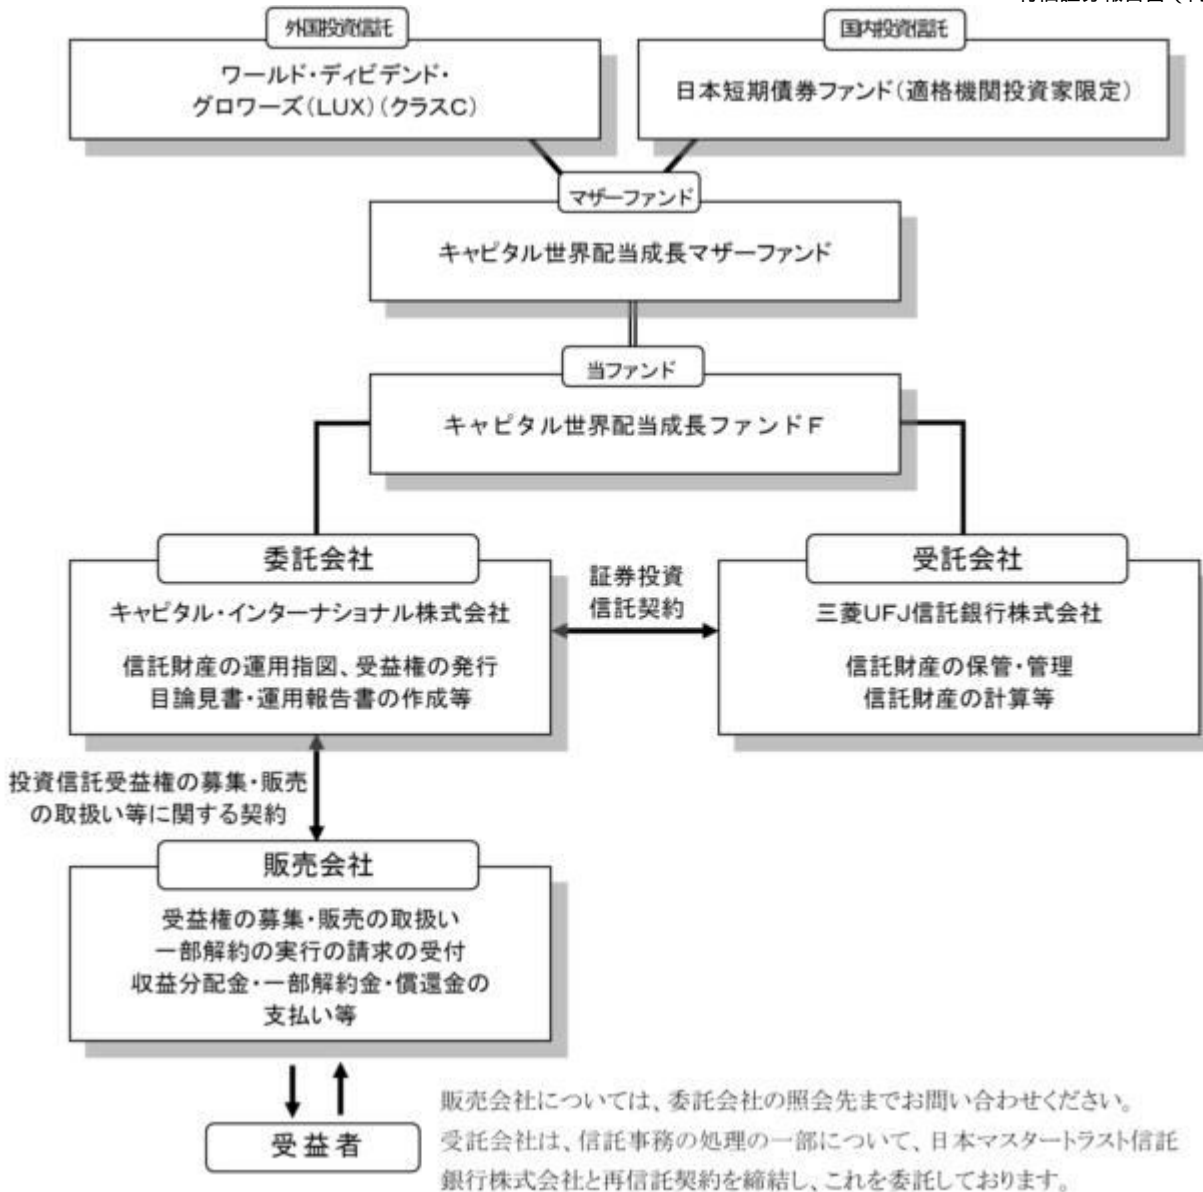 外国投資信託
ワールド・ディビデンド・
グロワーズ(LUX)(クラスC)
国内投資信託
日本短期債券ファンド(適格機関投資家限定)
マザーファンド
キャピタル世界配当成長マザーファンド
当ファンド
キャピタル世界配当成長ファンドF
委託会社
キャピタル・インターナショナル株式会社
信託財産の運用指図、受益権の発行
目論見書・運用報告書の作成等
証券投資
信託契約
受託会社
三菱UFJ信託銀行株式会社
信託財産の保管・管理
信託財産の計算等
投資信託受益権の募集・販売
の取扱い等に関する契約
販売会社
受益権の募集・販売の取扱い
一部解約の実行の請求の受付
収益分配金・一部解約金・償還金の
支払い等
受益者
販売会社については、委託会社の照会先までお問い合わせください。
受託会社は、信託事務の処理の一部について、日本マスタートラスト信託
銀行株式会社と再信託契約を締結し、これを委託しております。